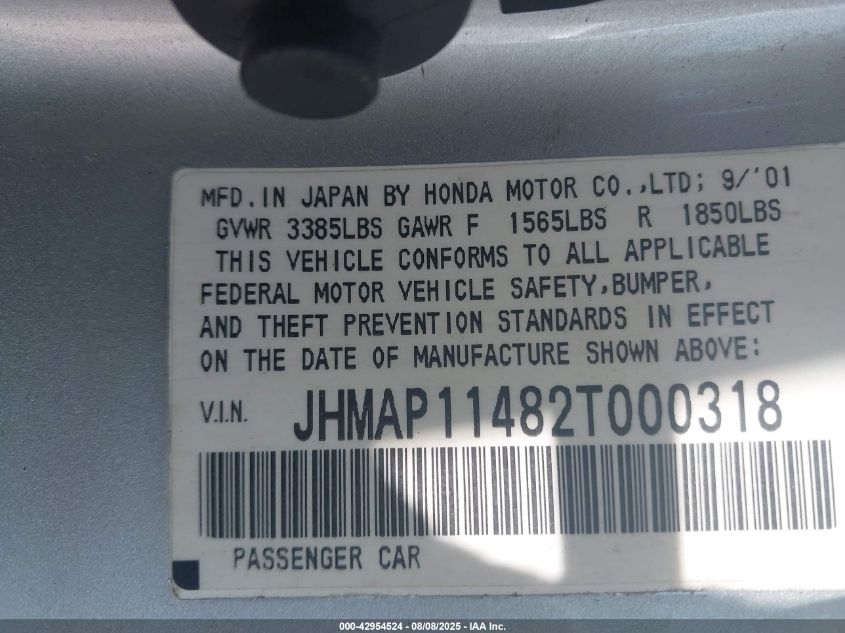 MFD. IN JAPAN BY HONDA MOTOR CO.,LTD; 9/'01
GVWR 3385LBS GAWR F 1565LBS R 1850LBS
THIS VEHICLE CONFORMS TO ALL APPLICABLE
FEDERAL MOTOR VEHICLE SAFETY,BUMPER,
AND THEFT PREVENTION STANDARDS IN EFFECT
ON THE DATE OF MANUFACTURE SHOWN ABOVE:
V.I.N. JHMAP11482T000318
PASSENGER CAR
000-42954524 - 08/08/2025 - IAA Inc.